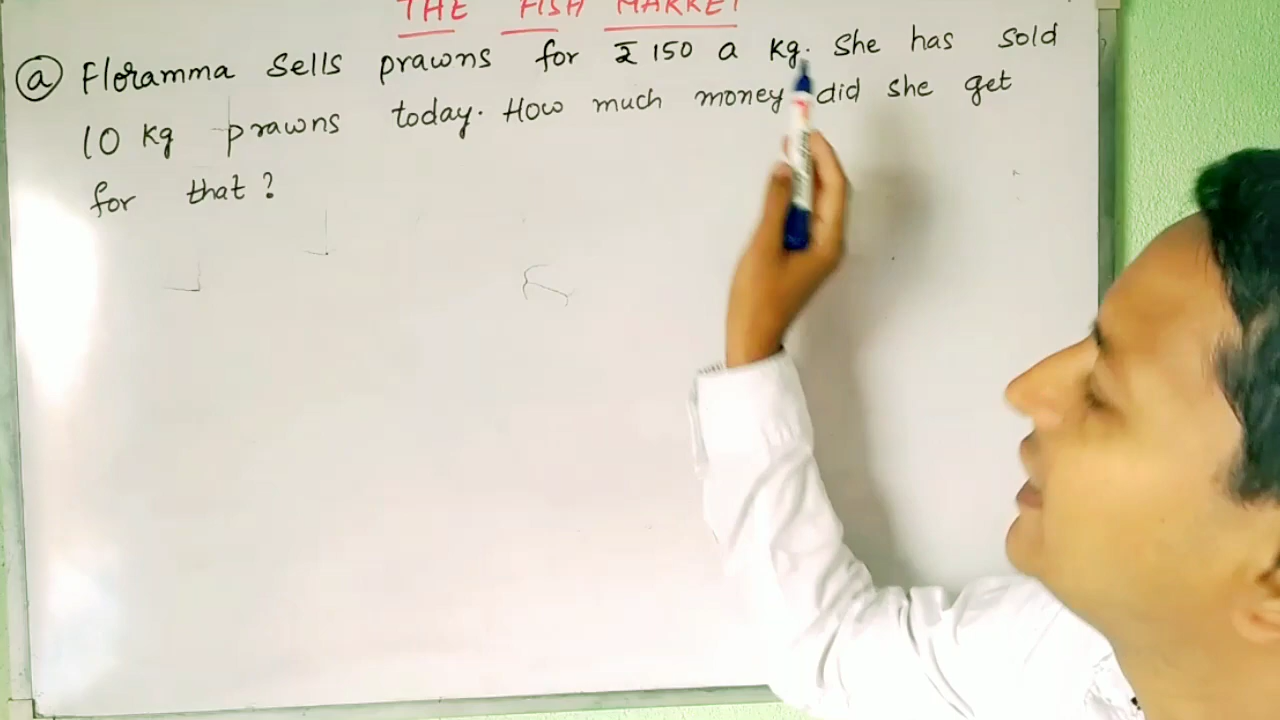 THE FISH MARKET
(a) Floramma sells prawns for ₹ 150 a kg. She has sold
10 kg prawns today. How much money did she get
for that?